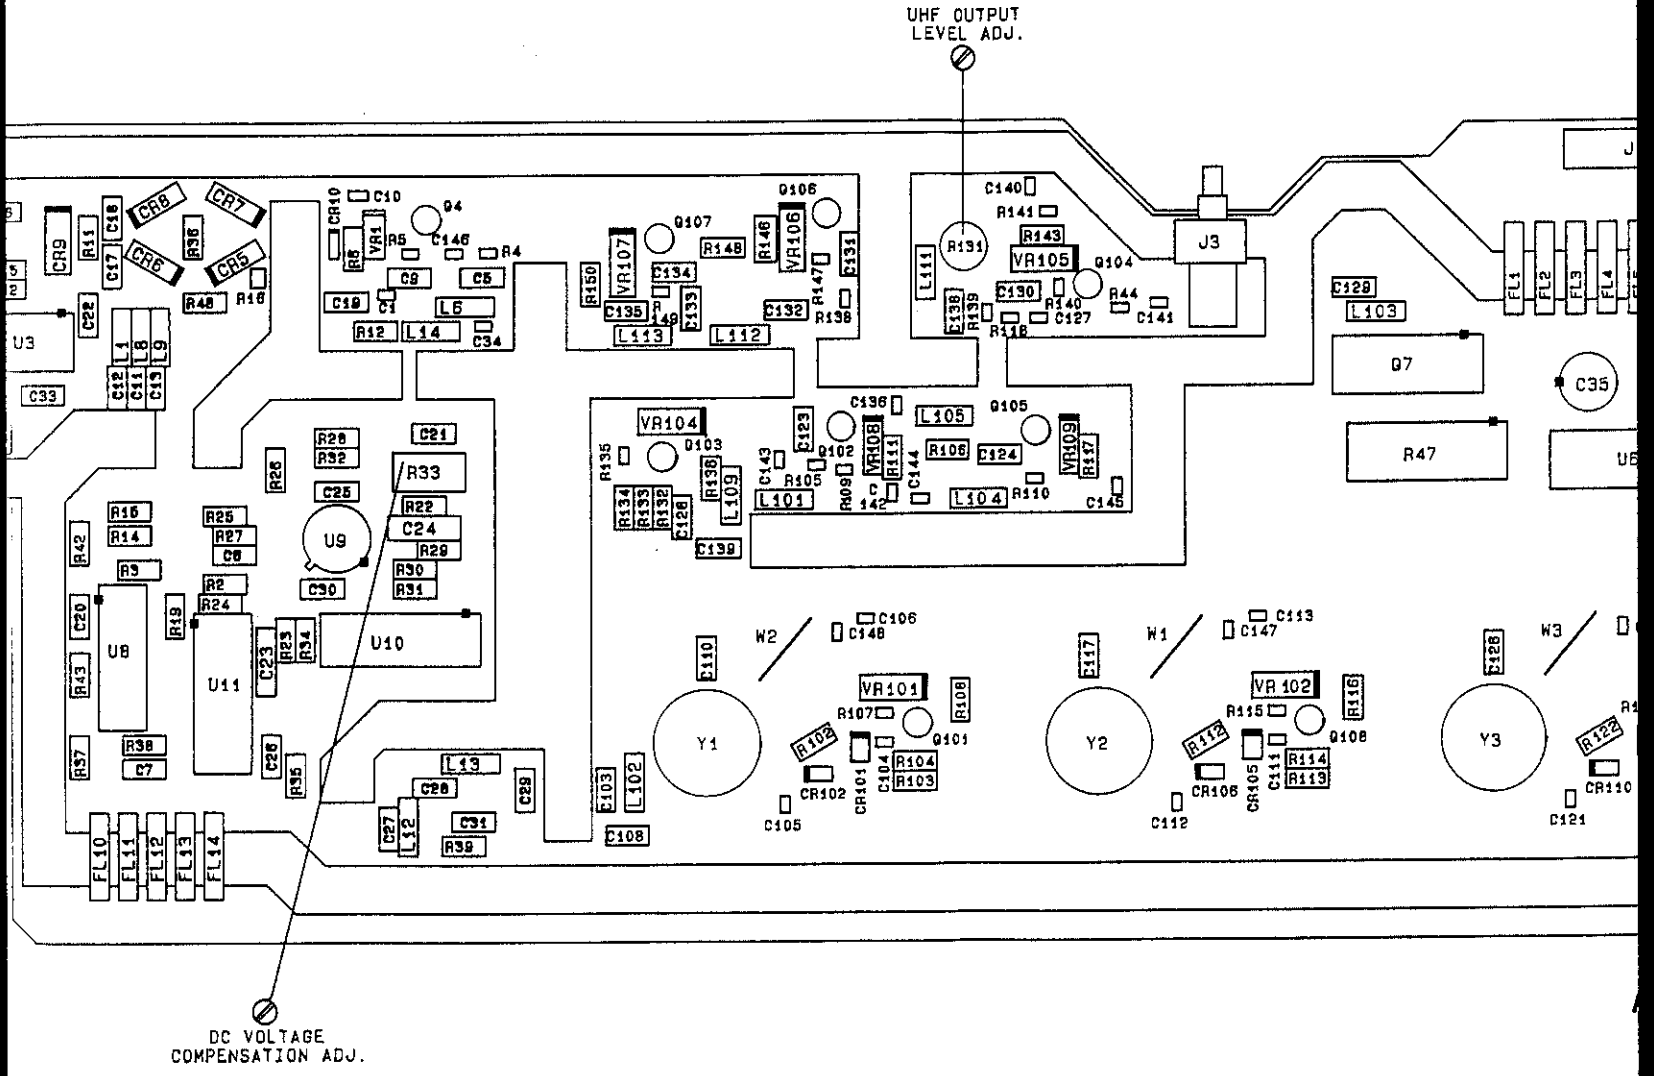 UHF OUTPUT
LEVEL ADJ.
CR9
R11
C18
C17
CR8
CR7
CR6
CR5
R36
R48
R16
C22
U3
C33
L1
L8
L9
C12
C11
C13
CR10
C10
R6
VR1
R5
Q4
C146
R4
C9
C5
C19
C1
L6
R12
L14
C34
R150
VR107
Q107
C134
R148
R146
VR106
Q106
C131
R147
R138
C135
R149
C133
C132
L113
L112
L111
R131
C140
R141
R143
VR105
Q104
C130
R140
C138
R139
R118
C127
R44
C141
J3
J
FL1
FL2
FL3
FL4
C129
L103
Q7
C35
R47
U6
R28
R32
R26
C25
C21
R33
R22
C24
R29
R30
R31
U9
C30
R15
R14
R42
R3
R25
R27
C6
R2
R24
C20
R19
U8
R43
U11
C23
R23
R34
U10
R37
R38
C7
C26
R35
VR104
Q103
R135
R134
R133
R132
C128
R136
L109
C139
C123
Q102
C143
R105
R109
L101
C136
VR108
R111
C
142
C144
L105
Q105
R106
C124
L104
R110
VR109
R117
C145
W2
C106
C148
C110
VR101
R107
R108
Q101
Y1
R102
CR101
C104
R104
R103
CR102
C105
W1
C113
C147
C117
VR 102
R115
R116
Q108
Y2
R112
CR105
C111
R114
R113
CR106
C112
W3
C126
Y3
R122
CR110
C121
L13
C28
C29
C27
L12
C31
R39
C103
L102
C108
FL10
FL11
FL12
FL13
FL14
DC VOLTAGE
COMPENSATION ADJ.